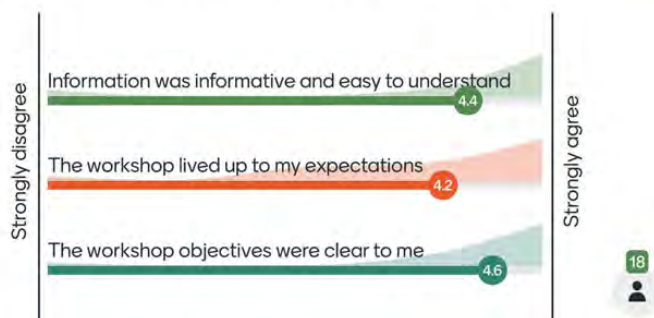 Strongly disagree
Information was informative and easy to understand
4.4
The workshop lived up to my expectations
4.2
The workshop objectives were clear to me
4.6
Strongly agree
18